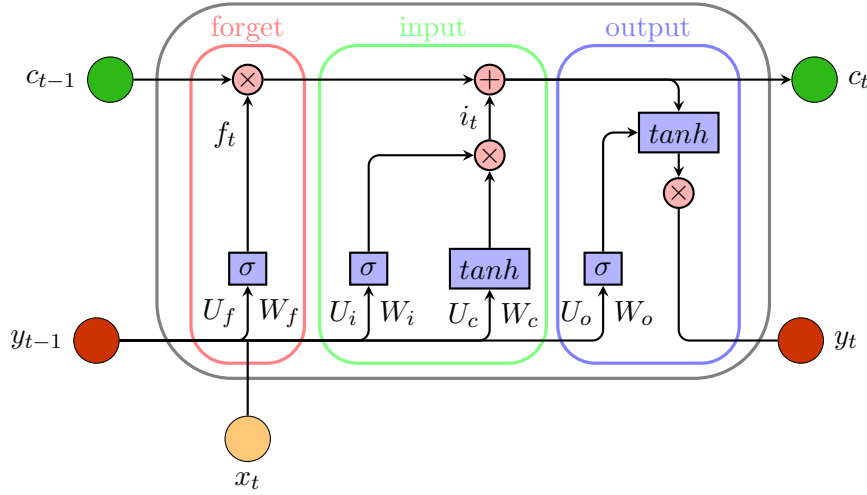 forget input output
c_{t−1} × + c_t
f_t i_t tanh
× ×
σ σ tanh σ
U_f W_f U_i W_i U_c W_c U_o W_o
y_{t−1} y_t
x_t